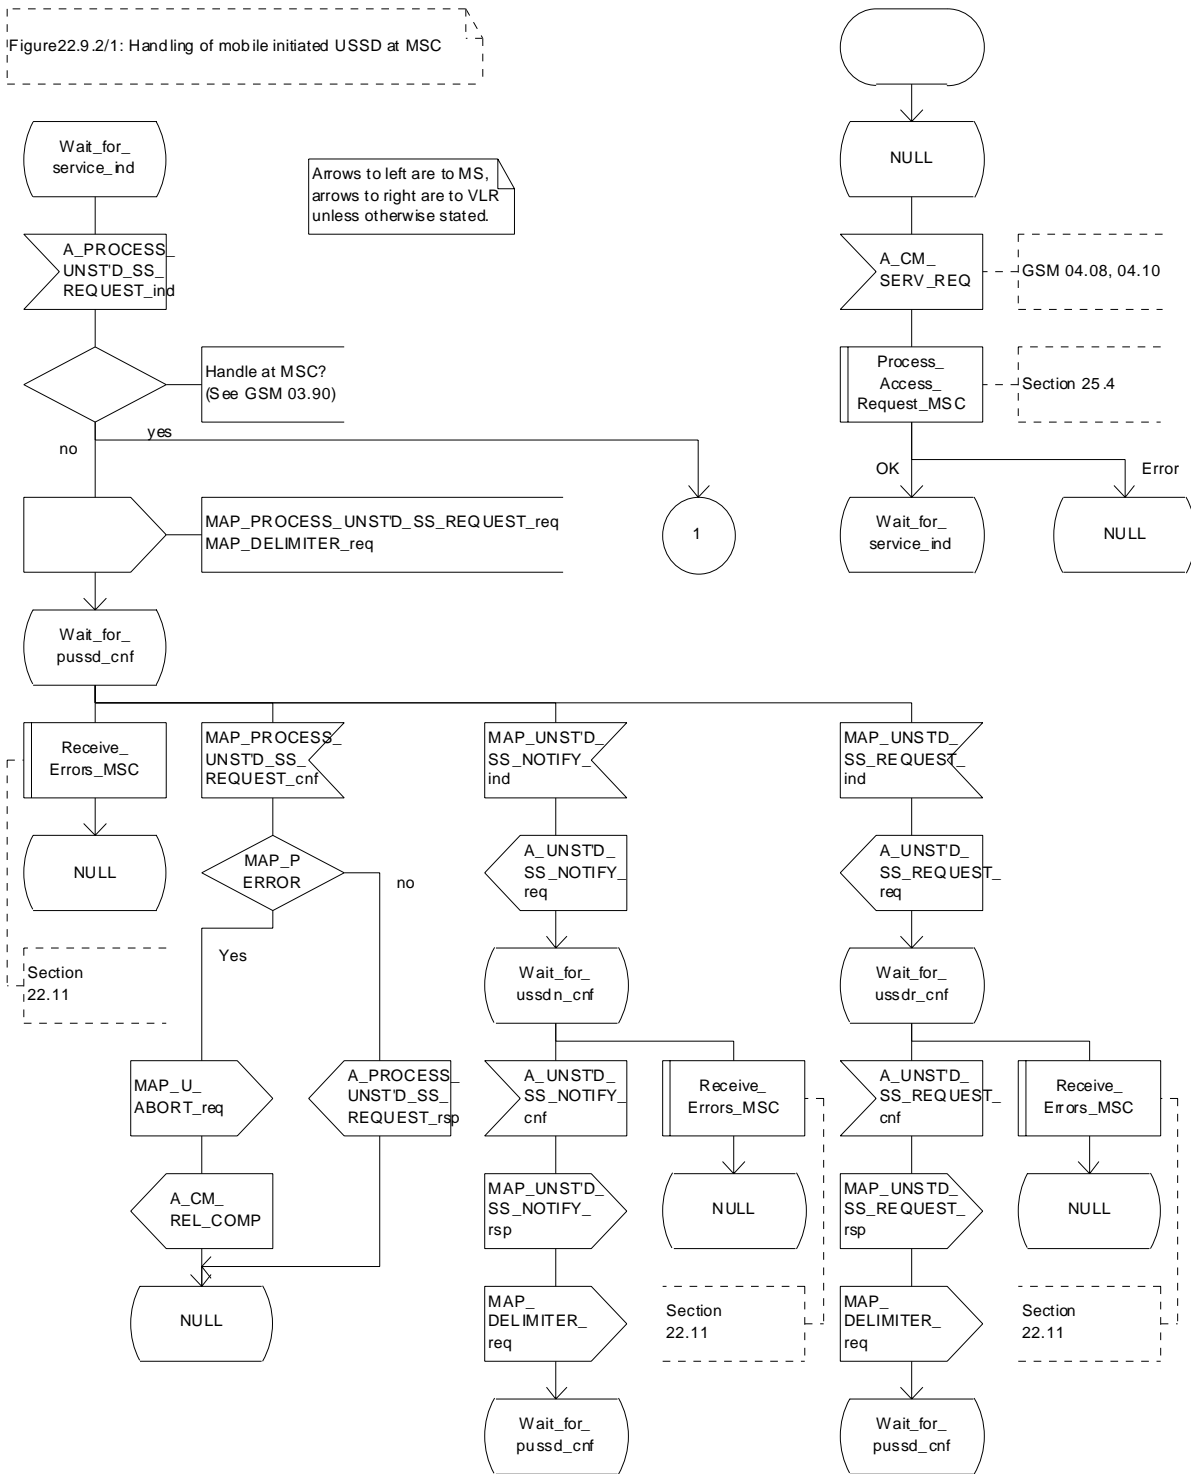 Figure22.9.2/1: Handling of mobile initiated USSD at MSC
Wait_for_
service_ind
Arrows to left are to MS,
arrows to right are to VLR
unless otherwise stated.
NULL
A_PROCESS_
UNST'D_SS_
REQUEST_ind
A_CM_
SERV_REQ
GSM 04.08, 04.10
Handle at MSC?
(See GSM 03.90)
Process_
Access_
Request_MSC
Section 25.4
no
yes
OK
Error
MAP_PROCESS_UNST'D_SS_REQUEST_req
MAP_DELIMITER_req
1
Wait_for_
service_ind
NULL
Wait_for_
pussd_cnf
Receive_
Errors_MSC
MAP_PROCESS_
UNST'D_SS_
REQUEST_cnf
MAP_UNST'D_
SS_NOTIFY_
ind
MAP_UNST'D_
SS_REQUEST_
ind
NULL
MAP_P
ERROR
no
A_UNST'D_
SS_NOTIFY_
req
A_UNST'D_
SS_REQUEST_
req
Yes
Section
22.11
Wait_for_
ussdn_cnf
Wait_for_
ussdr_cnf
MAP_U_
ABORT_req
A_PROCESS_
UNST'D_SS_
REQUEST_rsp
A_UNST'D_
SS_NOTIFY_
cnf
Receive_
Errors_MSC
A_UNST'D_
SS_REQUEST_
cnf
Receive_
Errors_MSC
A_CM_
REL_COMP
MAP_UNST'D_
SS_NOTIFY_
rsp
NULL
MAP_UNST'D_
SS_REQUEST_
rsp
NULL
NULL
MAP_
DELIMITER_
req
Section
22.11
MAP_
DELIMITER_
req
Section
22.11
Wait_for_
pussd_cnf
Wait_for_
pussd_cnf